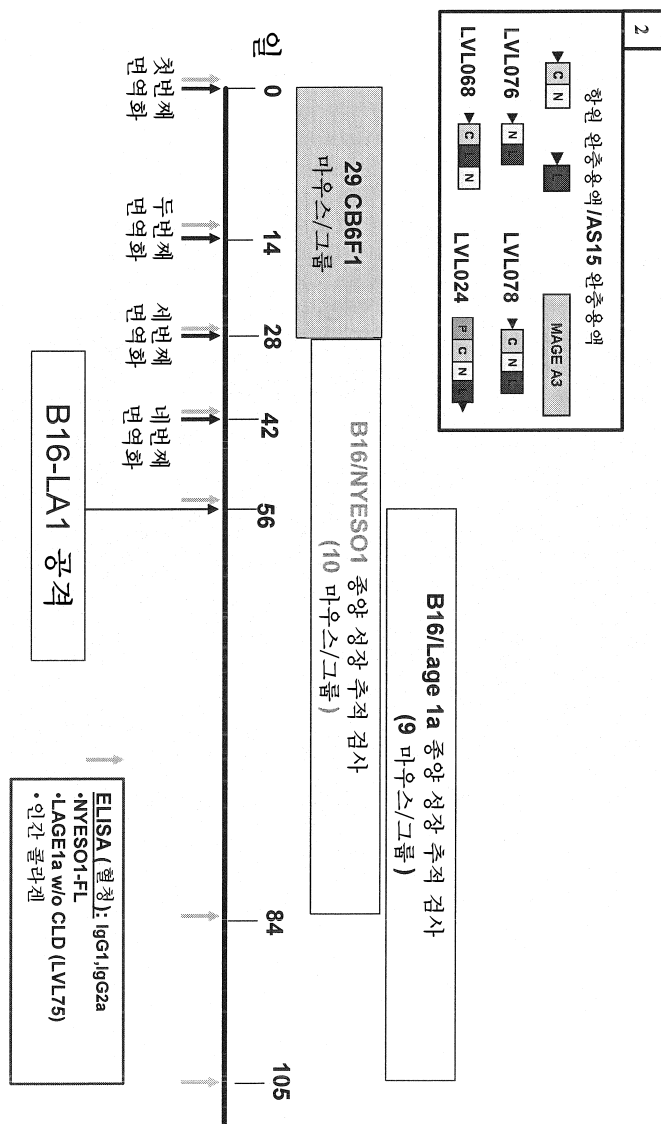 2
항원 완충용액/AS15 완충용액
C N
L
MAGE A3
LVL076
N L
LVL078
C N L
LVL068
C L N
LVL024
P C N L
B16/Lage 1a 종양 성장 추적 검사
(9 마우스/그룹)
29 CB6F1
마우스/그룹
B16/NYESO1 종양 성장 추적 검사
(10 마우스/그룹)
일
0
14
28
42
56
84
105
첫번째
면역화
두번째
면역화
세번째
면역화
네번째
면역화
B16-LA1 공격
ELISA (혈청): IgG1,IgG2a
•NYESO1-FL
•LAGE1a w/o CLD (LVL75)
•인간 콜라겐